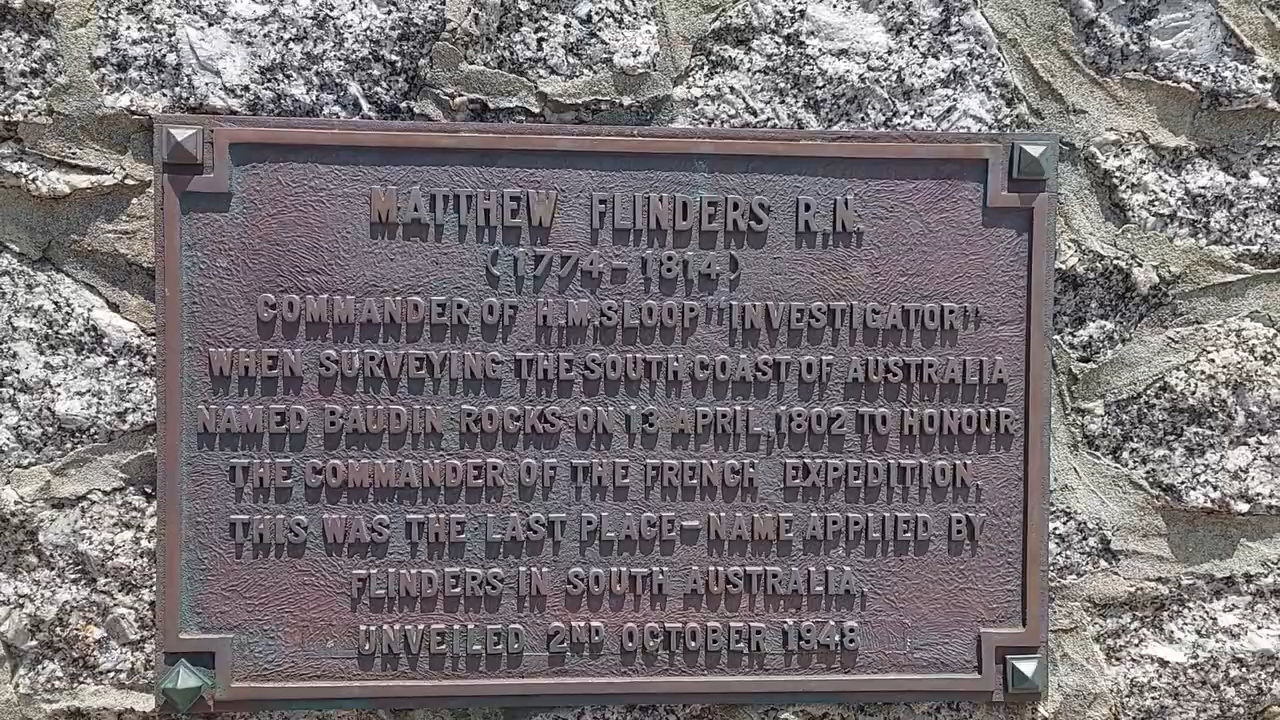 MATTHEW FLINDERS R.N.
(1774-1814)
COMMANDER OF H.M.SLOOP "INVESTIGATOR"
WHEN SURVEYING THE SOUTH COAST OF AUSTRALIA
NAMED BAUDIN ROCKS ON 13 APRIL, 1802 TO HONOUR
THE COMMANDER OF THE FRENCH EXPEDITION.
THIS WAS THE LAST PLACE-NAME APPLIED BY
FLINDERS IN SOUTH AUSTRALIA.
UNVEILED 2ND OCTOBER 1948